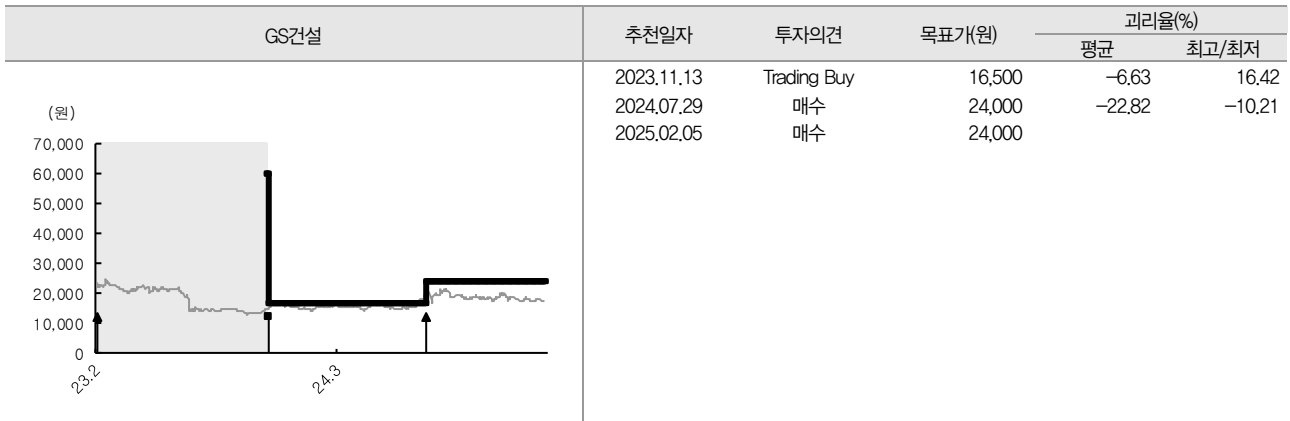 GS건설
추천일자 투자의견 목표가(원) 괴리율(%)
평균 최고/최저
2023.11.13 Trading Buy 16,500 -6.63 16.42
2024.07.29 매수 24,000 -22.82 -10.21
2025.02.05 매수 24,000
(원)
70,000
60,000
50,000
40,000
30,000
20,000
10,000
0
23.2 24.3